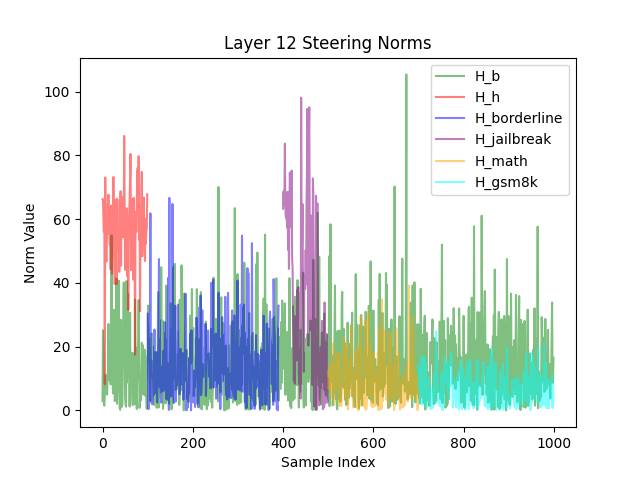 Layer 12 Steering Norms
Norm Value
100
80
60
40
20
0
H_b
H_h
H_borderline
H_jailbreak
H_math
H_gsm8k
0 200 400 600 800 1000
Sample Index